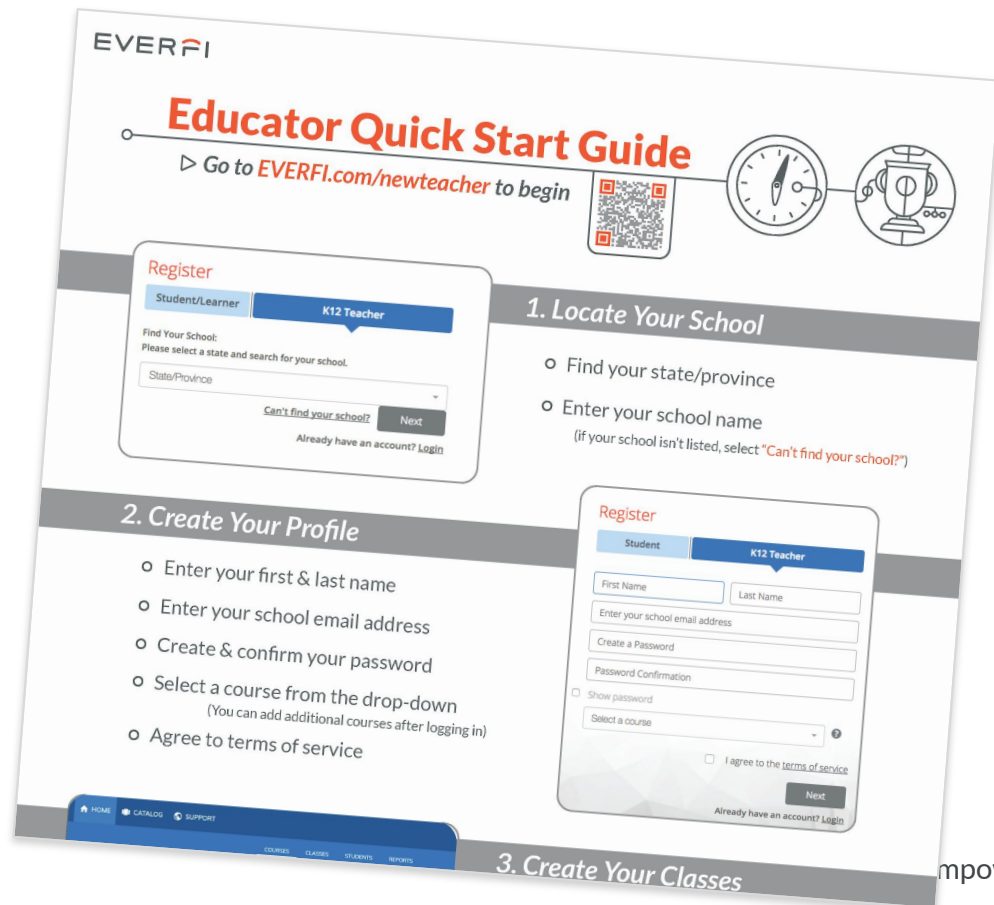 EVERFI
Educator Quick Start Guide
Go to EVERFI.com/newteacher to begin
Register
Student/Learner
K12 Teacher
Find Your School:
Please select a state and search for your school.
State/Province
Can't find your school?
Next
Already have an account? Login
1. Locate Your School
Find your state/province
Enter your school name
(if your school isn't listed, select "Can't find your school?")
2. Create Your Profile
Enter your first & last name
Enter your school email address
Create & confirm your password
Select a course from the drop-down
(You can add additional courses after logging in)
Agree to terms of service
Register
Student
K12 Teacher
First Name
Last Name
Enter your school email address
Create a Password
Password Confirmation
Show password
Select a course
I agree to the terms of service
Next
Already have an account? Login
HOME
CATALOG
SUPPORT
COURSES
CLASSES
STUDENTS
REPORTS
3. Create Your Classes